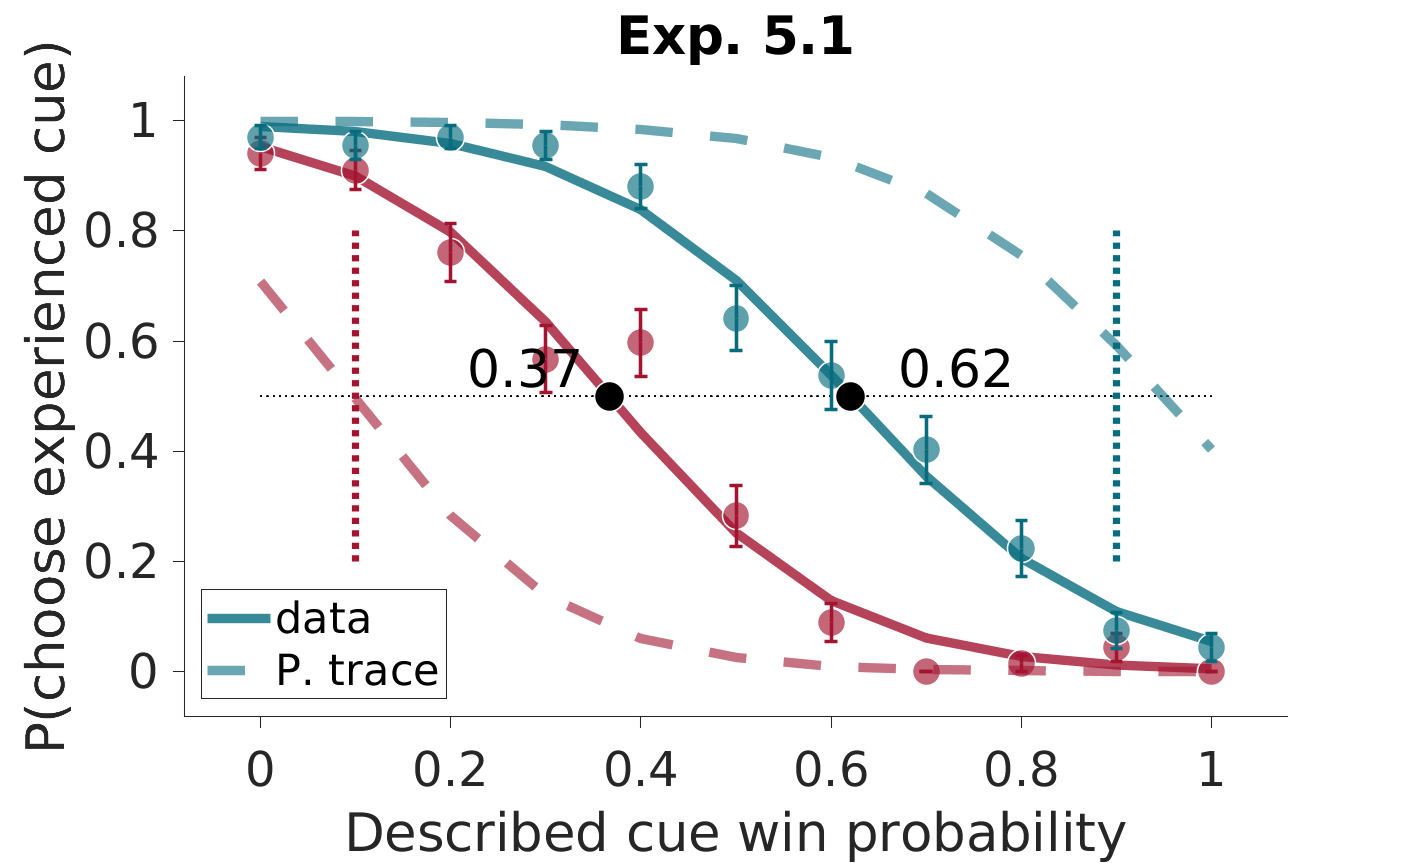 Exp. 5.1
P(choose experienced cue)
1
0.8
0.6
0.4
0.2
0
0.37
0.62
data
P. trace
0 0.2 0.4 0.6 0.8 1
Described cue win probability